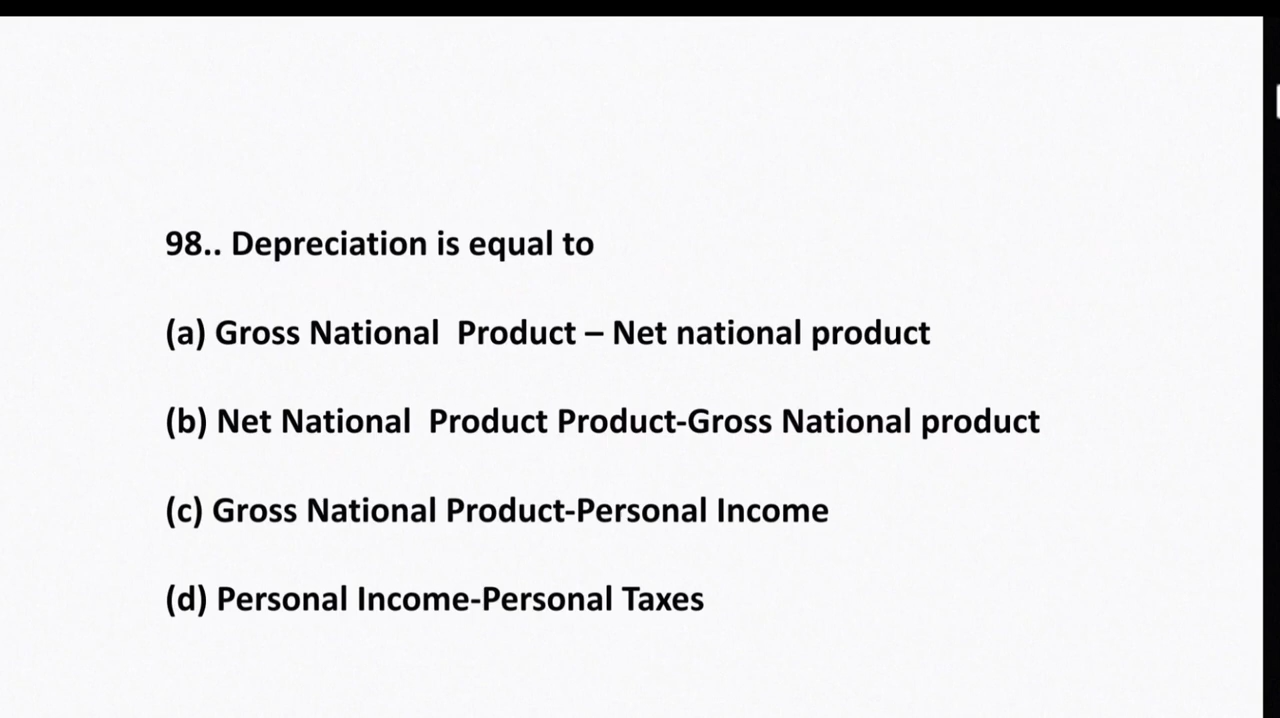 98.. Depreciation is equal to
(a) Gross National  Product – Net national product
(b) Net National  Product Product-Gross National product
(c) Gross National Product-Personal Income
(d) Personal Income-Personal Taxes